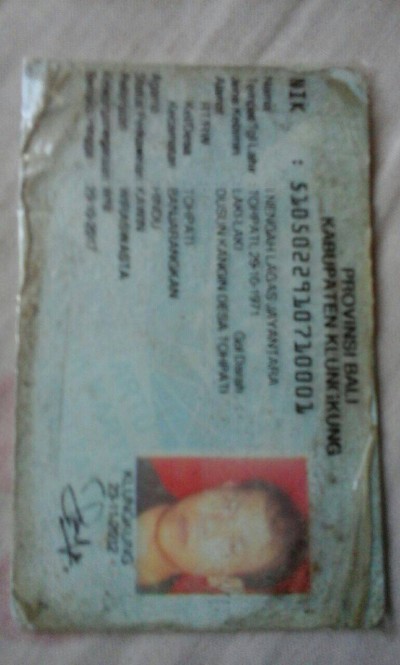 PROVINSI BALI
KABUPATEN KLUNGKUNG
NIK : 5105022910710001
Nama I NENGAH LAGAS JAYANTARA
Tempat/Tgl Lahir TOHPATI, 29-10-1971
Jenis Kelamin LAKI-LAKI Gol Darah
Alamat DUSUN KANGIN DESA TOHPATI
RT/RW
Kel/Desa TOHPATI
Kecamatan BANJARANGKAN
Agama HINDU
Status Perkawinan KAWIN
Pekerjaan WIRASWASTA
Kewarganegaraan WNI
Berlaku Hingga 29-10-2017
KLUNGKUNG
23-11-2012